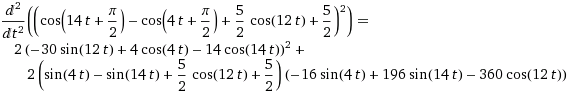 d²/dt² ((cos(14 t + π/2) − cos(4 t + π/2) + 5/2 cos(12 t) + 5/2)²) =
2 (−30 sin(12 t) + 4 cos(4 t) − 14 cos(14 t))² +
2 (sin(4 t) − sin(14 t) + 5/2 cos(12 t) + 5/2) (−16 sin(4 t) + 196 sin(14 t) − 360 cos(12 t))